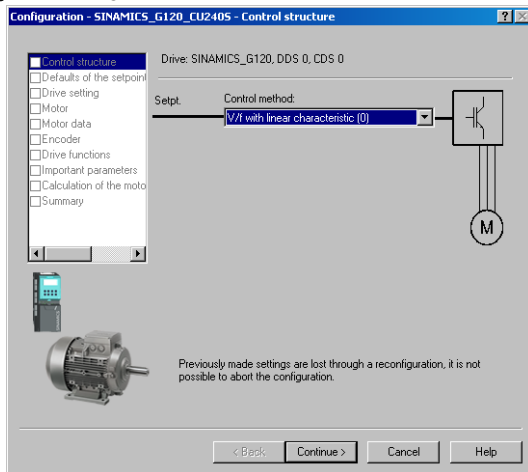 Configuration - SINAMICS_G120_CU240S - Control structure
Control structure
Defaults of the setpoint
Drive setting
Motor
Motor data
Encoder
Drive functions
Important parameters
Calculation of the moto
Summary
Drive: SINAMICS_G120, DDS 0, CDS 0
Setpt.
Control method:
V/f with linear characteristic (0)
M
Previously made settings are lost through a reconfiguration, it is not
possible to abort the configuration.
< Back
Continue >
Cancel
Help